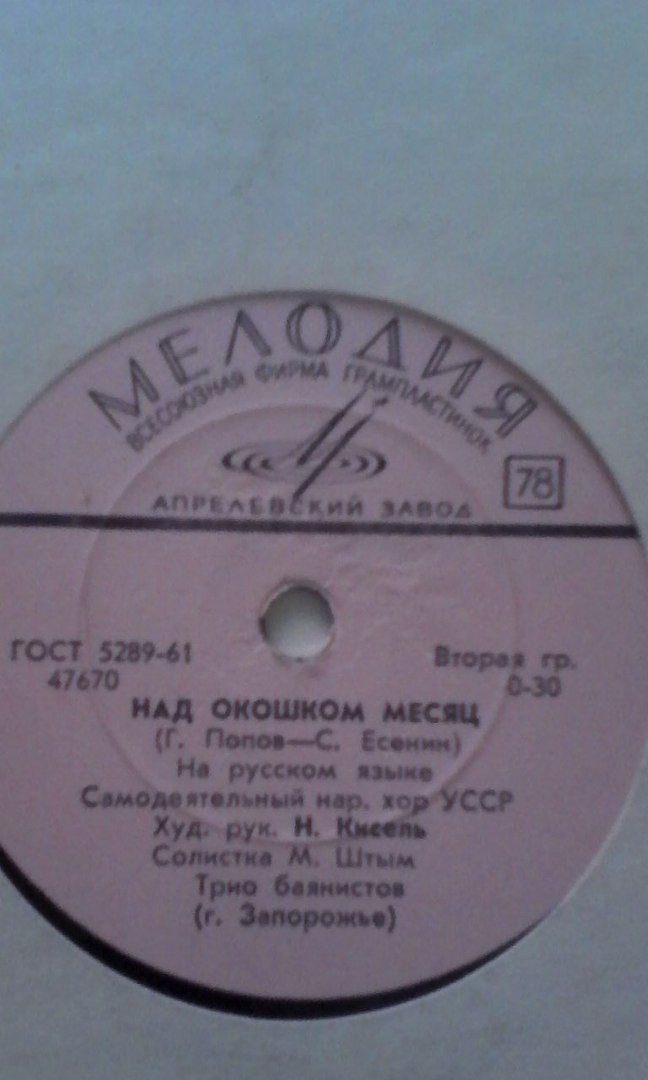 МЕЛОДИЯ
ВСЕСОЮЗНАЯ ФИРМА ГРАМПЛАСТИНОК
78
АПРЕЛЕВСКИЙ ЗАВОД
ГОСТ 5289-61
47670
Вторая гр.
0-30
НАД ОКОШКОМ МЕСЯЦ
(Г. Попов—С. Есенин)
На русском языке
Самодеятельный нар. хор УССР
Худ. рук. Н. Кисель
Солистка М. Штым
Трио баянистов
(г. Запорожье)